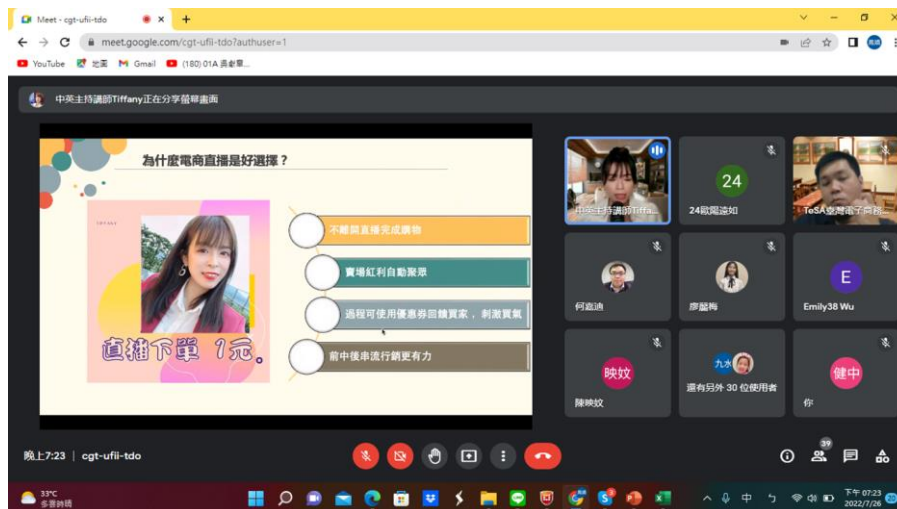 Meet - cgt-ufii-tdo
meet.google.com/cgt-ufii-tdo?authuser=1
YouTube 地圖 Gmail (180) 01A
中英主持講師Tiffany正在分享螢幕畫面
為什麼電商直播是好選擇？
不離開直播完成購物
賣場紅利自動聚眾
過程可使用優惠券回饋買家，刺激買氣
前中後串流行銷更有力
直播下單 1元。
中英主持講師Tiffa...
24
24歐陽遠如
TeSA臺灣電子商務...
何嘉迪
廖麗梅
E
Emily38 Wu
映妏
陳映妏
九水
還有另外 30 位使用者
健中
你
晚上7:23 | cgt-ufii-tdo
39
33°C
多雲時晴
中
下午 07:23
2022/7/26
20